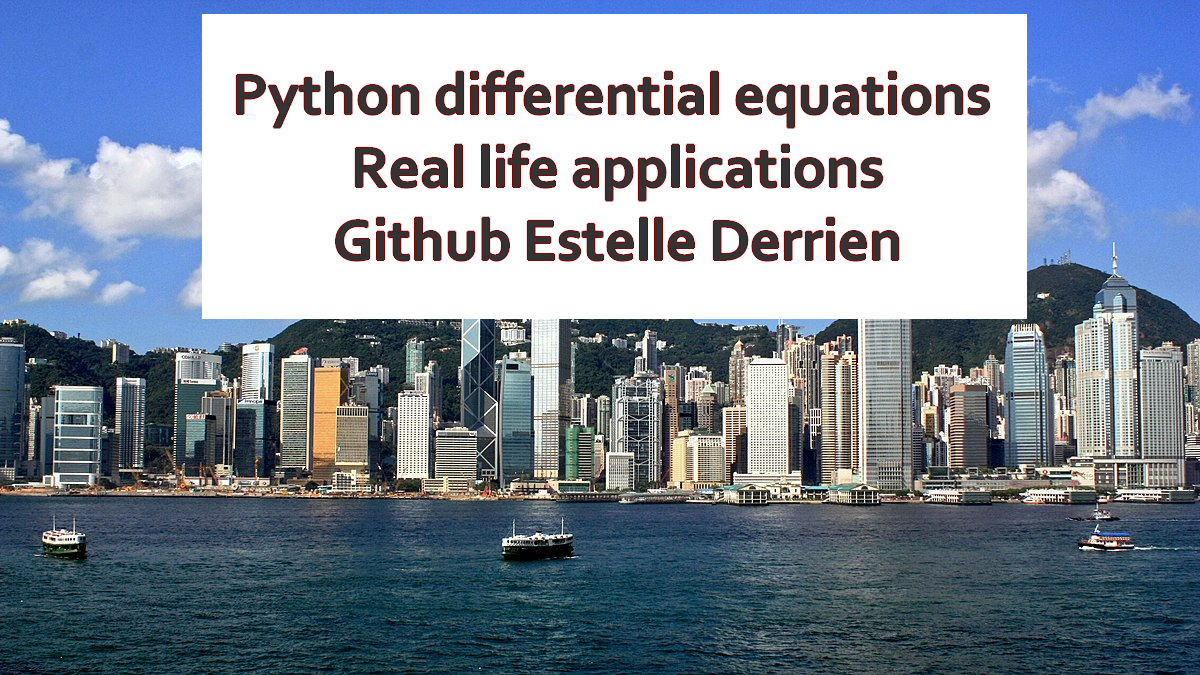 Python differential equations
Real life applications
Github Estelle Derrien